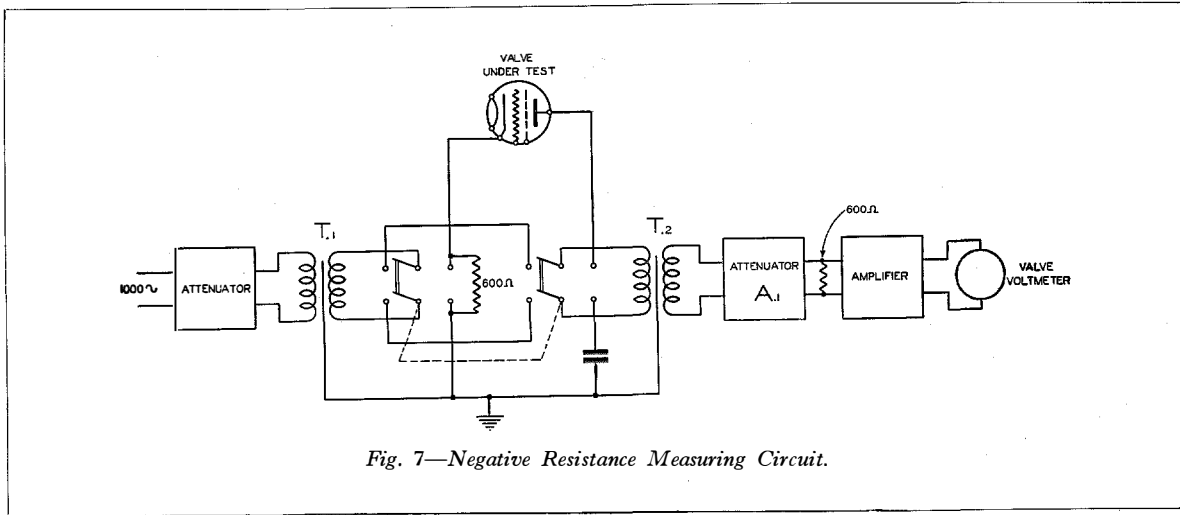 VALVE
UNDER TEST
1000~
ATTENUATOR
T.1
600Ω
T.2
ATTENUATOR
A.1
600Ω
AMPLIFIER
VALVE
VOLTMETER
Fig. 7—Negative Resistance Measuring Circuit.